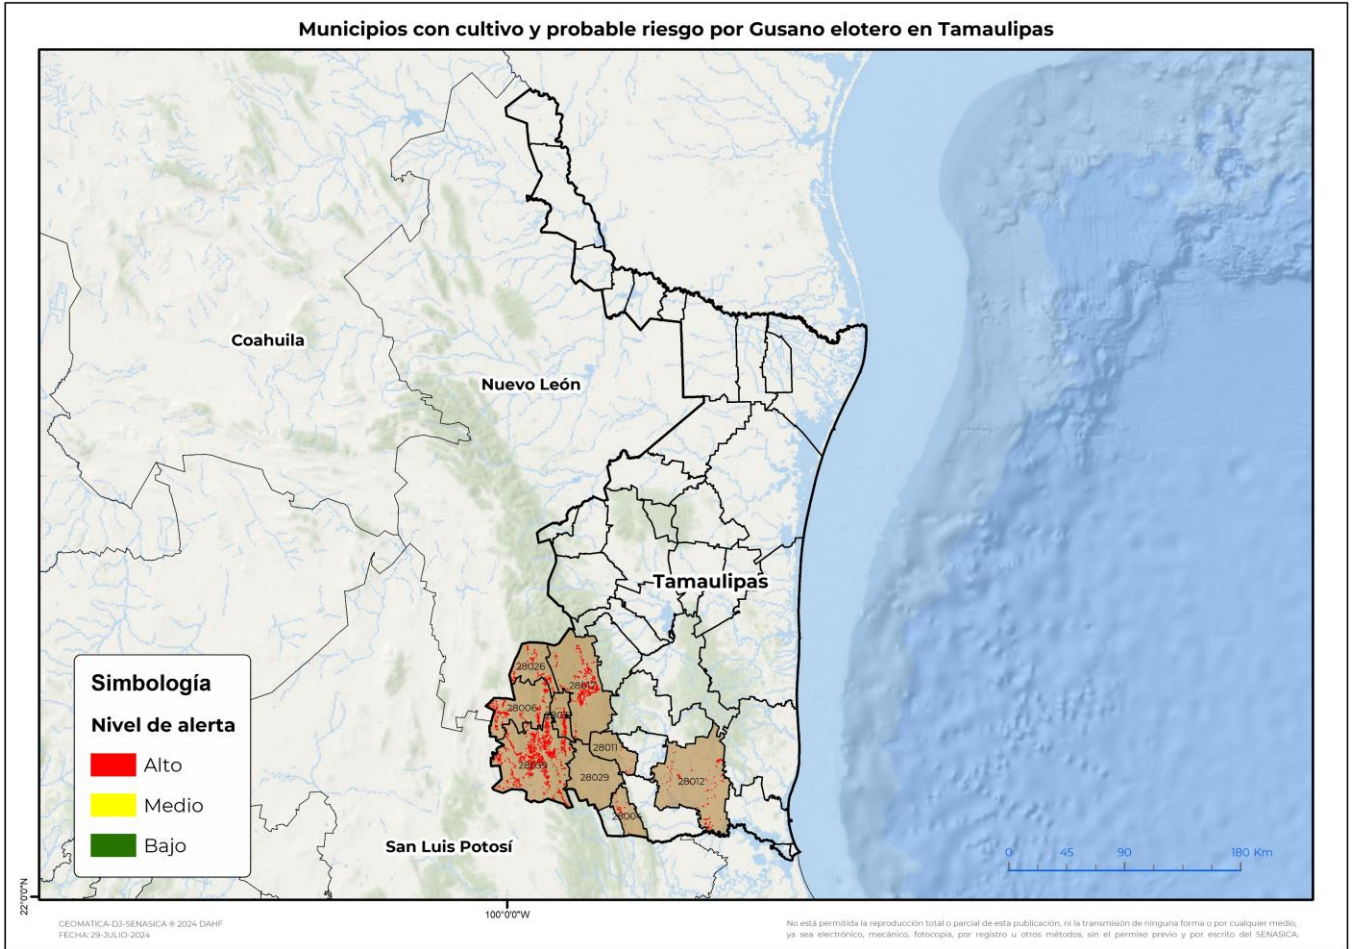 Municipios con cultivo y probable riesgo por Gusano elotero en Tamaulipas
Coahuila
Nuevo León
Tamaulipas
28026
28017
28006
28011
28039
28029
28012
San Luis Potosí
Simbología
Nivel de alerta
Alto
Medio
Bajo
0 45 90 180 Km
22°0'0"N
100°0'0"W
GEOMATICA-DJ-SENASICA ® 2024 DAHF
FECHA: 29-JULIO-2024
No está permitida la reproducción total o parcial de esta publicación, ni la transmisión de ninguna forma o por cualquier medio,
ya sea electrónico, mecánico, fotocopia, por registro u otros métodos, sin el permiso previo y por escrito del SENASICA.